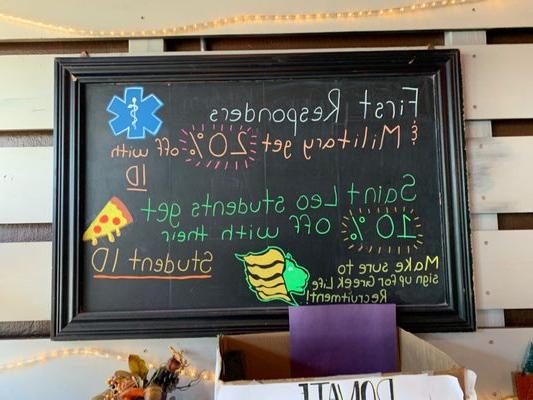 First Responders
& Military get 20% off with
ID
Saint Leo students get
10% off with their
Student ID
Make sure to
sign up for Greek Life
Recruitment!
DONATE